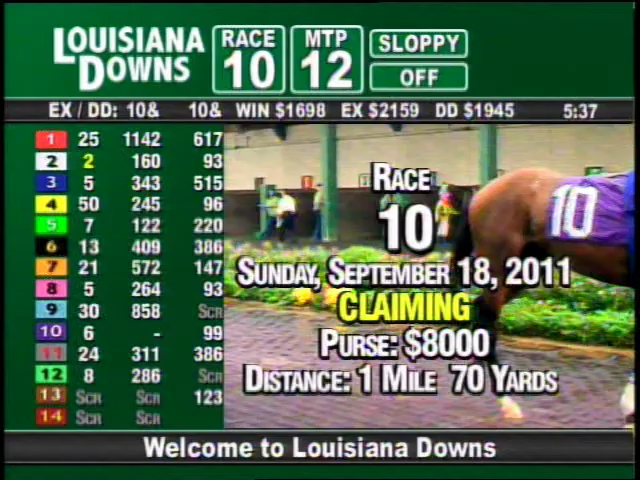 LOUISIANA DOWNS
RACE 10
MTP 12
SLOPPY
OFF
EX / DD: 10& 10& WIN $1698 EX $2159 DD $1945 5:37
1 25 1142 617
2 2 160 93
3 5 343 515
4 50 245 96
5 7 122 220
6 13 409 386
7 21 572 147
8 5 264 93
9 30 858 SCR
10 6 - 99
11 24 311 386
12 8 286 SCR
13 SCR SCR 123
14 SCR SCR
10
RACE
10
SUNDAY, SEPTEMBER 18, 2011
CLAIMING
PURSE: $8000
DISTANCE: 1 MILE 70 YARDS
Welcome to Louisiana Downs